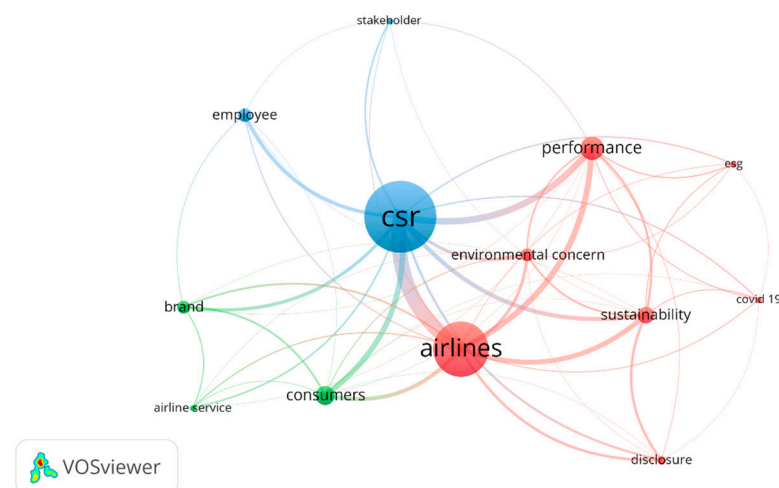 stakeholder
employee
performance
esg
csr
environmental concern
brand
covid 19
sustainability
airlines
consumers
airline service
disclosure
VOSviewer